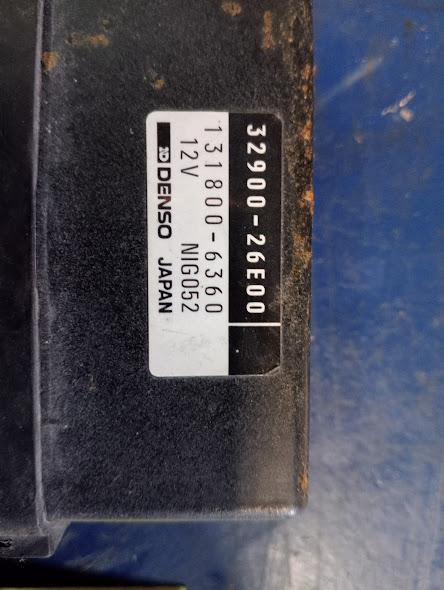 32900-26E00
131800-6360
12V NIG052
DENSO JAPAN